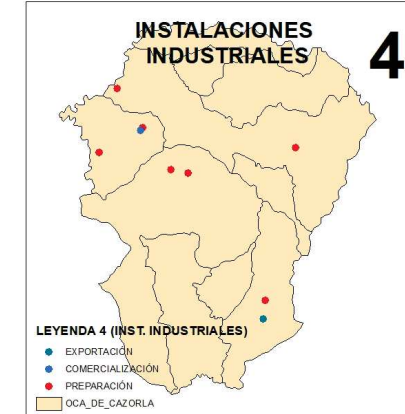 INSTALACIONES
INDUSTRIALES
4
LEYENDA 4 (INST. INDUSTRIALES)
EXPORTACIÓN
COMERCIALIZACIÓN
PREPARACIÓN
OCA_DE_CAZORLA